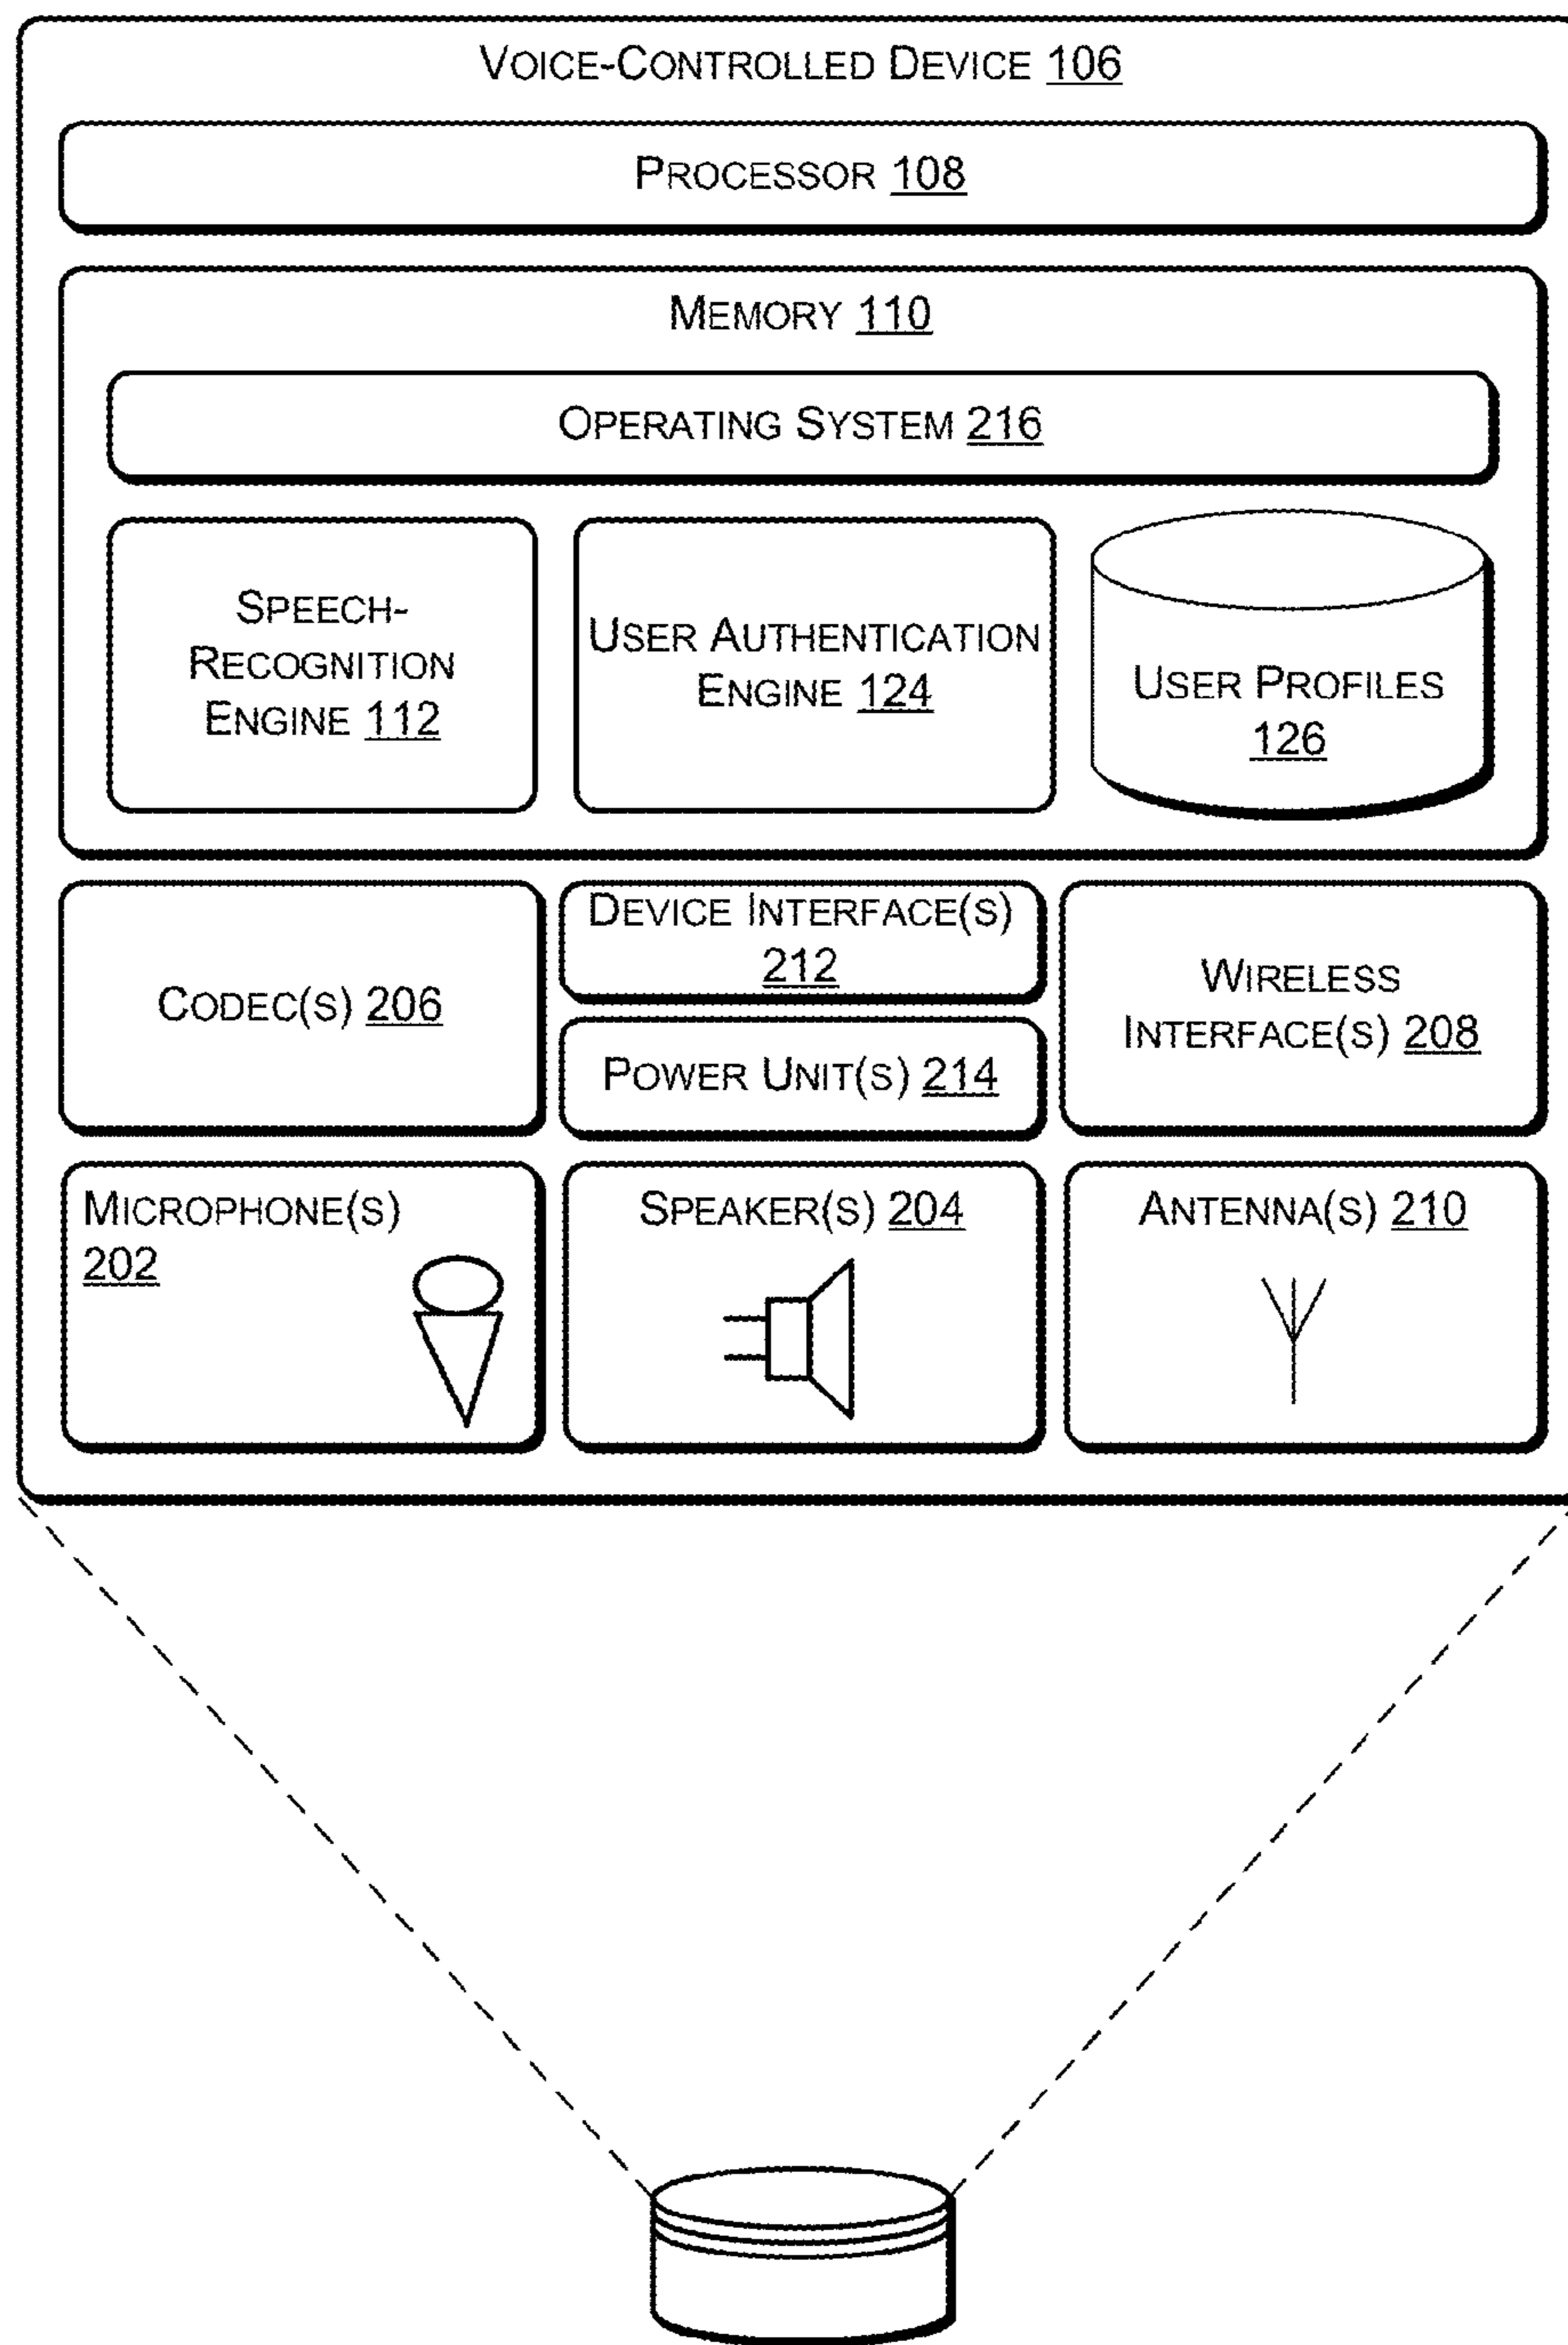 VOICE-CONTROLLED DEVICE 106
PROCESSOR 108
MEMORY 110
OPERATING SYSTEM 216
SPEECH-
RECOGNITION
ENGINE 112
USER AUTHENTICATION
ENGINE 124
USER PROFILES
126
CODEC(S) 206
DEVICE INTERFACE(S)
212
POWER UNIT(S) 214
WIRELESS
INTERFACE(S) 208
MICROPHONE(S)
202
SPEAKER(S) 204
ANTENNA(S) 210